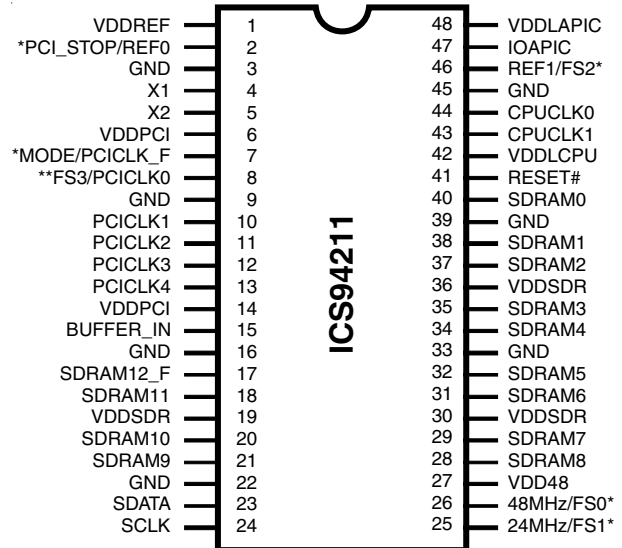 VDDREF 1 48 VDDLAPIC
*PCI_STOP/REF0 2 47 IOAPIC
GND 3 46 REF1/FS2*
X1 4 45 GND
X2 5 44 CPUCLK0
VDDPCI 6 43 CPUCLK1
*MODE/PCICLK_F 7 42 VDDLCPU
**FS3/PCICLK0 8 41 RESET#
GND 9 40 SDRAM0
PCICLK1 10 39 GND
PCICLK2 11 38 SDRAM1
PCICLK3 12 37 SDRAM2
PCICLK4 13 36 VDDSDR
VDDPCI 14 35 SDRAM3
BUFFER_IN 15 34 SDRAM4
GND 16 33 GND
SDRAM12_F 17 32 SDRAM5
SDRAM11 18 31 SDRAM6
VDDSDR 19 30 VDDSDR
SDRAM10 20 29 SDRAM7
SDRAM9 21 28 SDRAM8
GND 22 27 VDD48
SDATA 23 26 48MHz/FS0*
SCLK 24 25 24MHz/FS1*
ICS94211